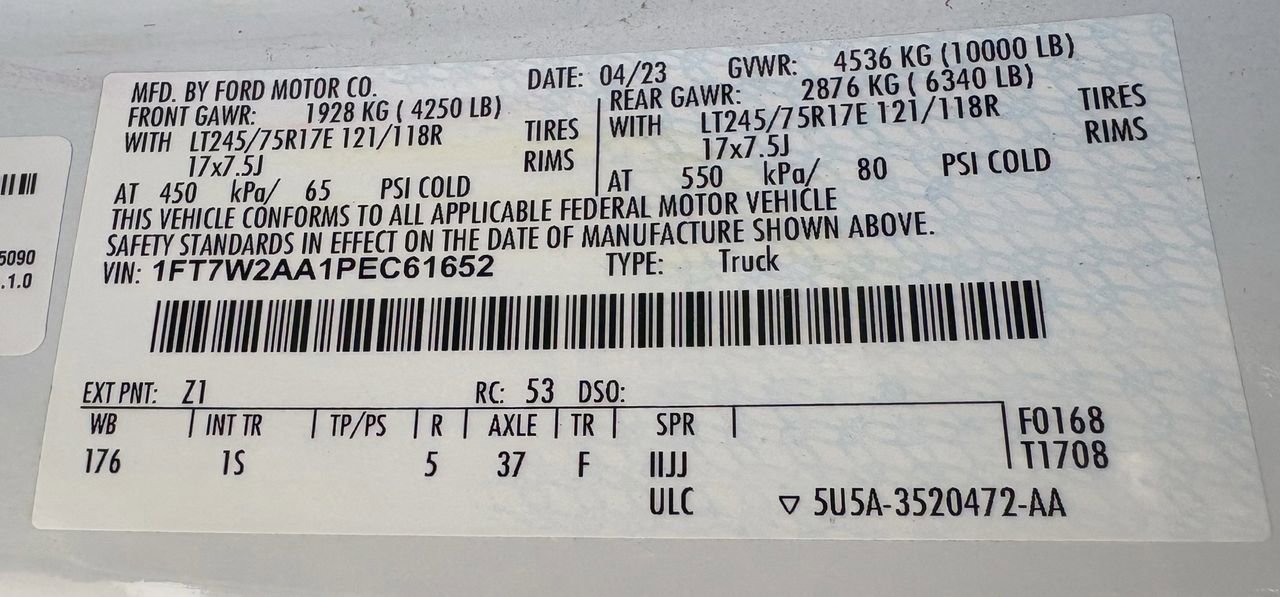 MFD. BY FORD MOTOR CO. DATE: 04/23 GVWR: 4536 KG (10000 LB)
FRONT GAWR: 1928 KG ( 4250 LB) REAR GAWR: 2876 KG ( 6340 LB)
WITH LT245/75R17E 121/118R TIRES WITH LT245/75R17E 121/118R TIRES
17x7.5J RIMS 17x7.5J RIMS
AT 450 kPa/ 65 PSI COLD AT 550 kPa/ 80 PSI COLD
THIS VEHICLE CONFORMS TO ALL APPLICABLE FEDERAL MOTOR VEHICLE
SAFETY STANDARDS IN EFFECT ON THE DATE OF MANUFACTURE SHOWN ABOVE.
VIN: 1FT7W2AA1PEC61652 TYPE: Truck
EXT PNT: Z1 RC: 53 DSO:
WB INT TR TP/PS R AXLE TR SPR F0168
176 1S 5 37 F IIJJ T1708
ULC ▽ 5U5A-3520472-AA
5090
.1.0